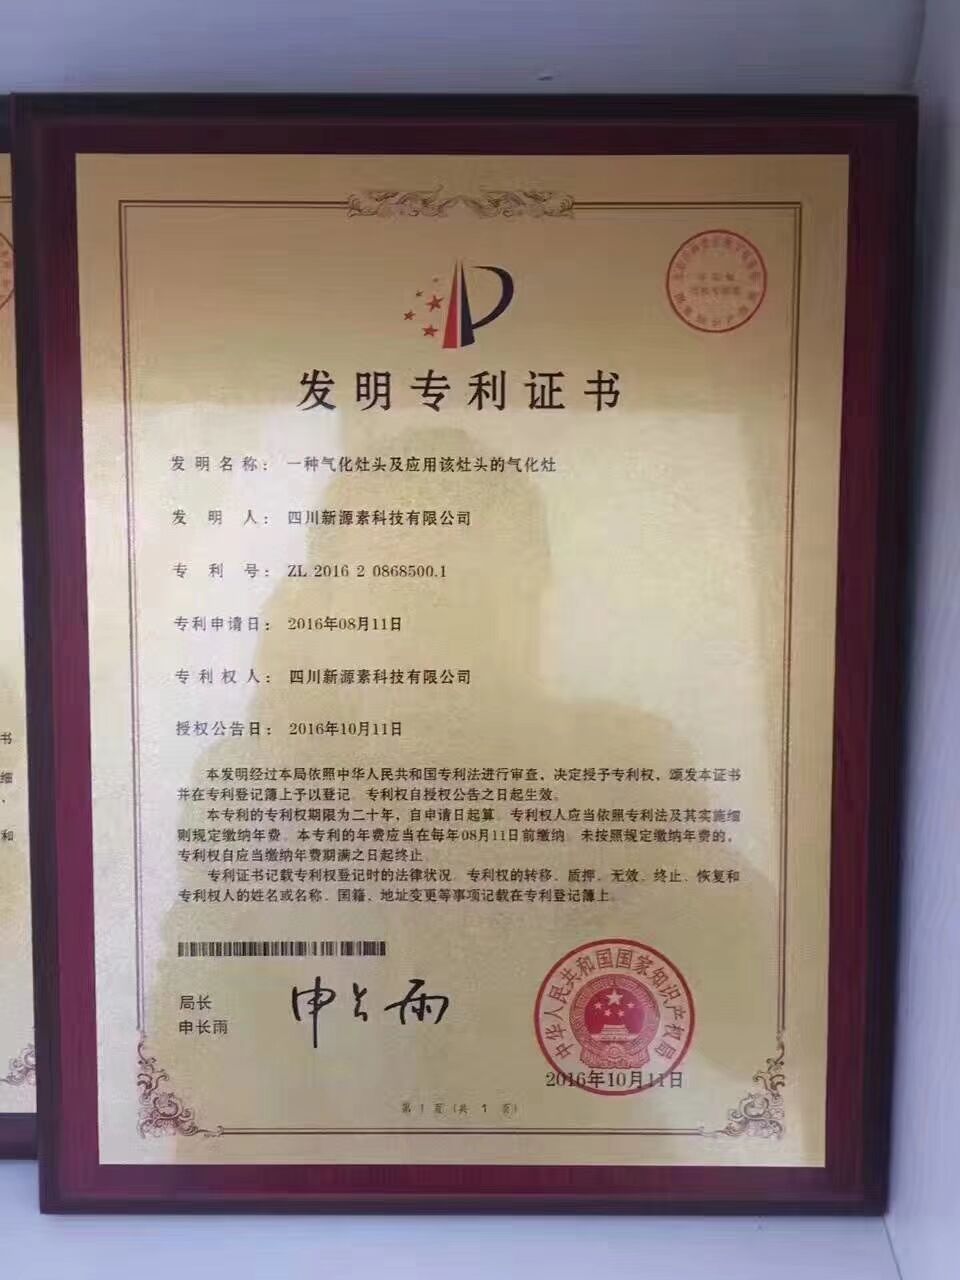 发明专利证书
发明名称：一种气化灶头及应用该灶头的气化灶
发明人：四川新源素科技有限公司
专利号：ZL 2016 2 0868500.1
专利申请日：2016年08月11日
专利权人：四川新源素科技有限公司
授权公告日：2016年10月11日
本发明经过本局依照中华人民共和国专利法进行审查，决定授予专利权，颁发本证书
并在专利登记簿上予以登记。专利权自授权公告之日起生效。
本专利的专利权期限为二十年，自申请日起算。专利权人应当依照专利法及其实施细
则规定缴纳年费。本专利的年费应当在每年08月11日前缴纳。未按照规定缴纳年费的，
专利权自应当缴纳年费期满之日起终止。
专利证书记载专利权登记时的法律状况。专利权的转移、质押、无效、终止、恢复和
专利权人的姓名或名称、国籍、地址变更等事项记载在专利登记簿上。
局长
申长雨
申长雨
中华人民共和国国家知识产权局
2016年10月11日
第 1 页 (共 1 页)
书
细
和